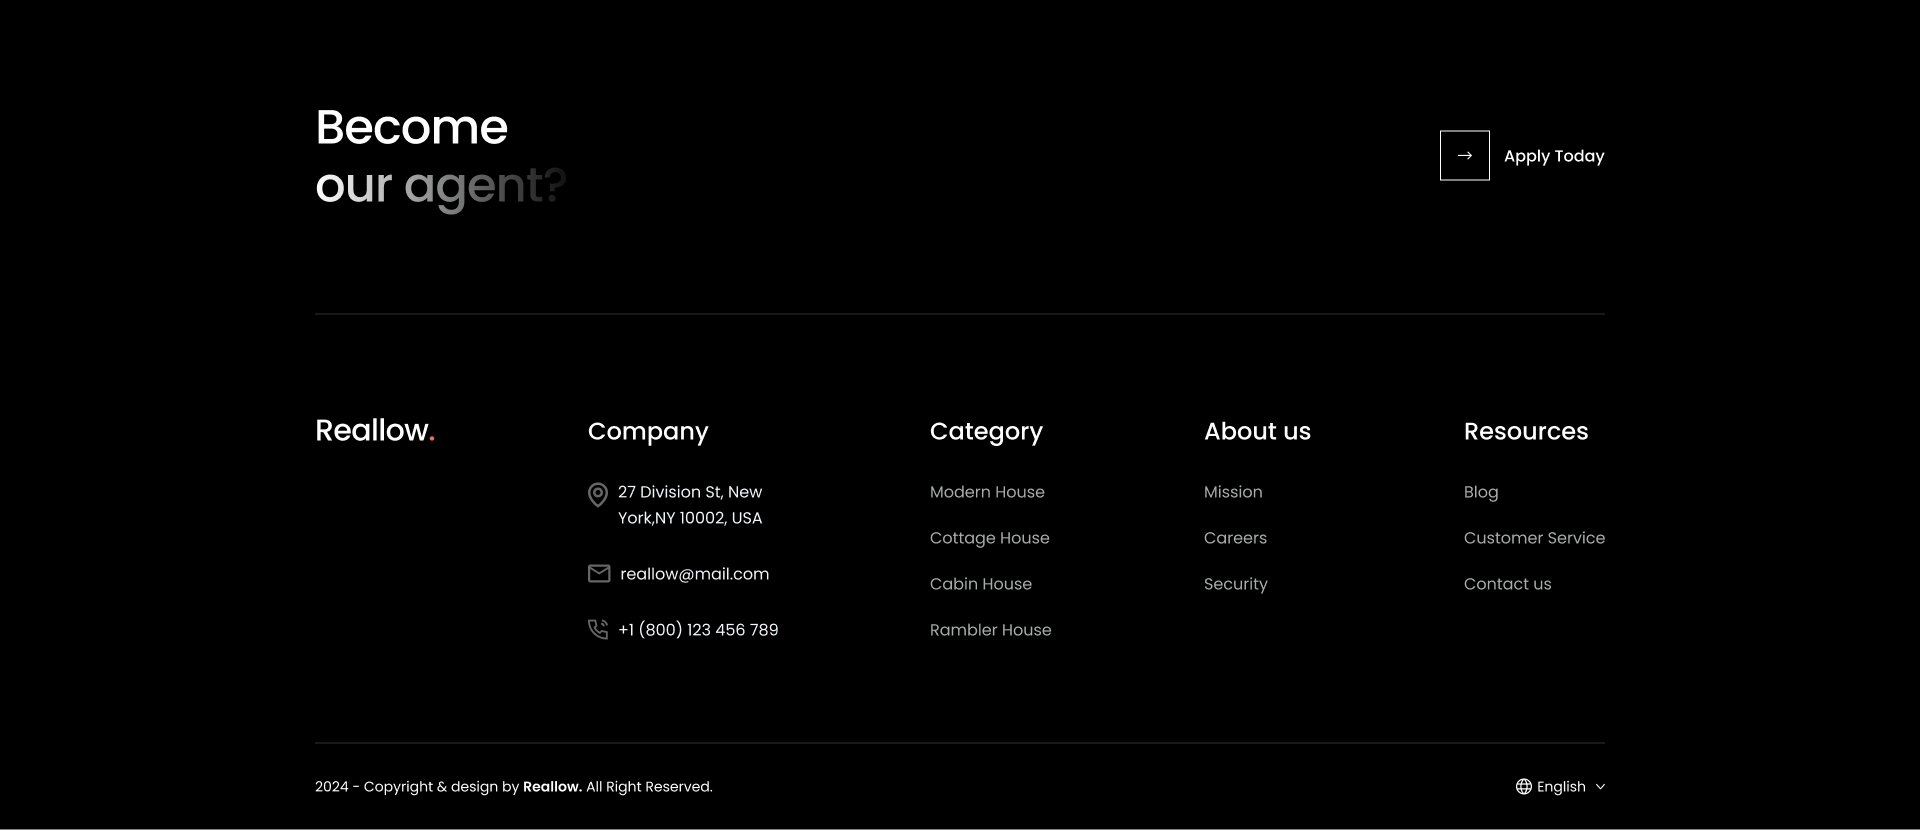 Become
our agent?
Apply Today
Reallow.
Company
27 Division St, New
York,NY 10002, USA
reallow@mail.com
+1 (800) 123 456 789
Category
Modern House
Cottage House
Cabin House
Rambler House
About us
Mission
Careers
Security
Resources
Blog
Customer Service
Contact us
2024 - Copyright & design by Reallow. All Right Reserved.
English